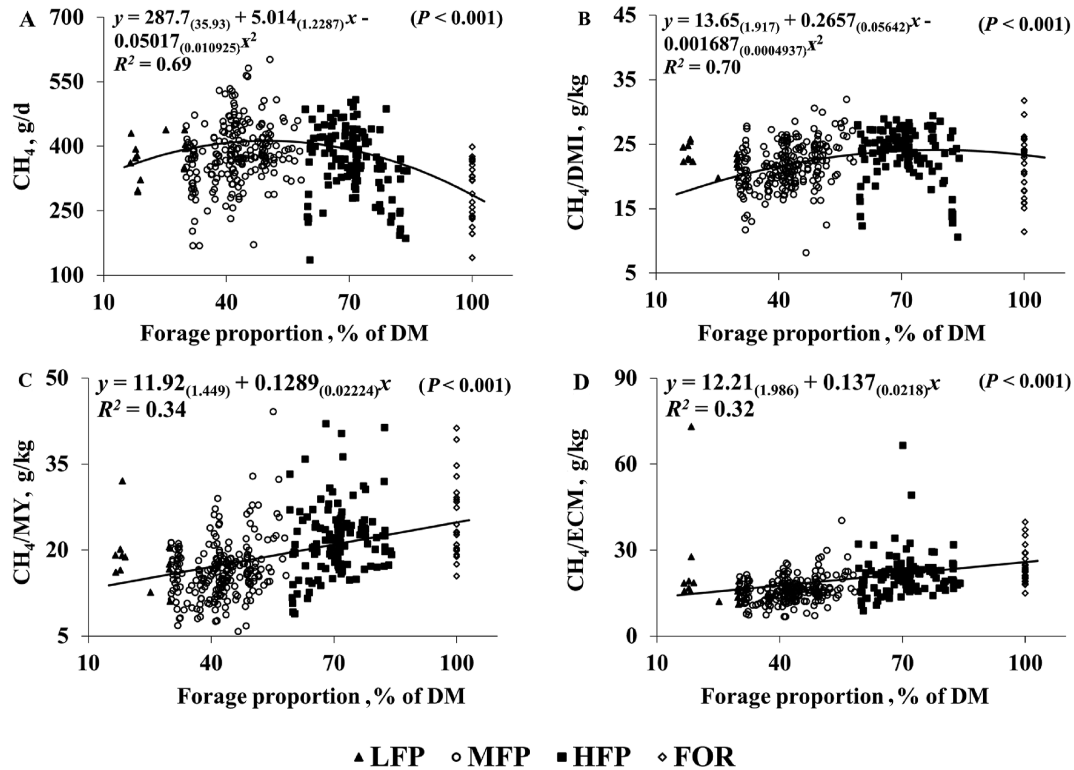 A
y = 287.7(35.93) + 5.014(1.2287)x -
(P < 0.001)
0.05017(0.010925)x²
R² = 0.69
700
550
400
250
100
CH₄, g/d
10 40 70 100
Forage proportion , % of DM
B
y = 13.65(1.917) + 0.2657(0.05642)x -
(P < 0.001)
0.001687(0.0004937)x²
R² = 0.70
45
35
25
15
5
CH₄/DMI, g/kg
10 40 70 100
Forage proportion , % of DM
C
y = 11.92(1.449) + 0.1289(0.02224)x
(P < 0.001)
R² = 0.34
50
35
20
5
CH₄/MY, g/kg
10 40 70 100
Forage proportion , % of DM
D
y = 12.21(1.986) + 0.137(0.0218)x
(P < 0.001)
R² = 0.32
90
60
30
0
CH₄/ECM, g/kg
10 40 70 100
Forage proportion , % of DM
LFP MFP HFP FOR